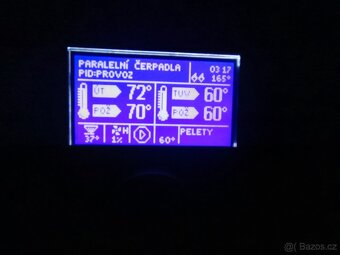 PARALELNÍ ČERPADLA
PID:PROVOZ
03 17
165°
ÚT 72° TUV 60°
POŽ 70° POŽ 60°
37° H 1% 60° PELETY
© Bazos.cz